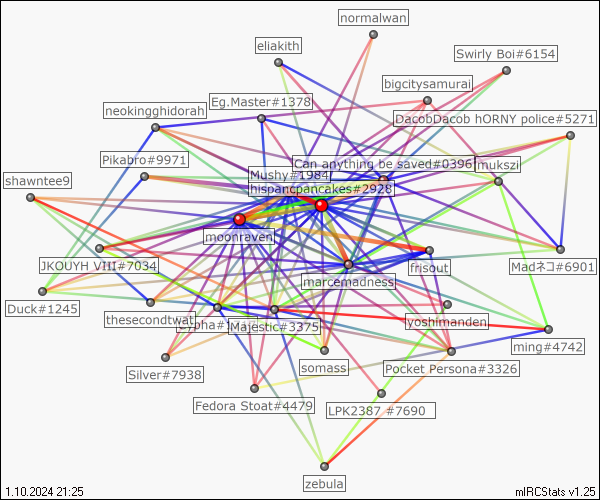 normalwan
eliakith
Swirly Boi#6154
bigcitysamurai
Eg.Master#1378
neokingghidorah
DacobDacob hORNY police#5271
Pikabro#9971
Can anything be saved#0396
mukszi
Mushy#1984
shawntee9
hispancpancakes#2928
moonraven
JKOUYH VIII#7034
frisout
Madネコ#6901
marcemadness
Duck#1245
thesecondtwat
Majestic#3375
yoshimanden
ming#4742
somass
Silver#7938
Pocket Persona#3326
Fedora Stoat#4479
LPK2387 #7690
zebula
1.10.2024 21:25
mIRCStats v1.25